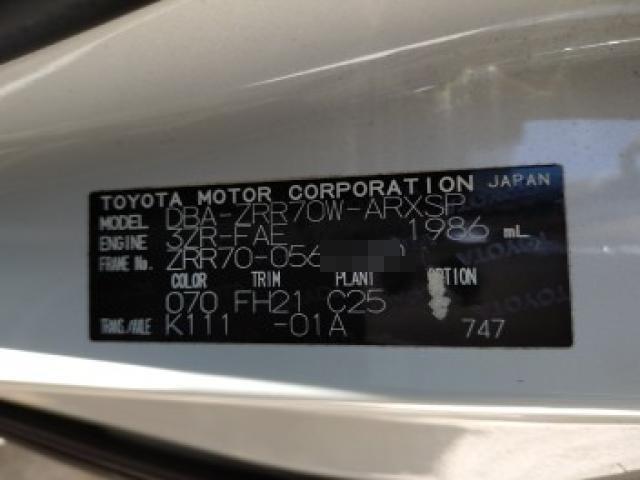 TOYOTA MOTOR CORPORATION JAPAN
MODEL DBA-ZRR70W-ARXSP
ENGINE 3ZR-FAE 1986 mL
FRAME No. ZRR70-056
COLOR TRIM PLANT OPTION
070 FH21 C25
TRANS./AXLE K111 -01A 747